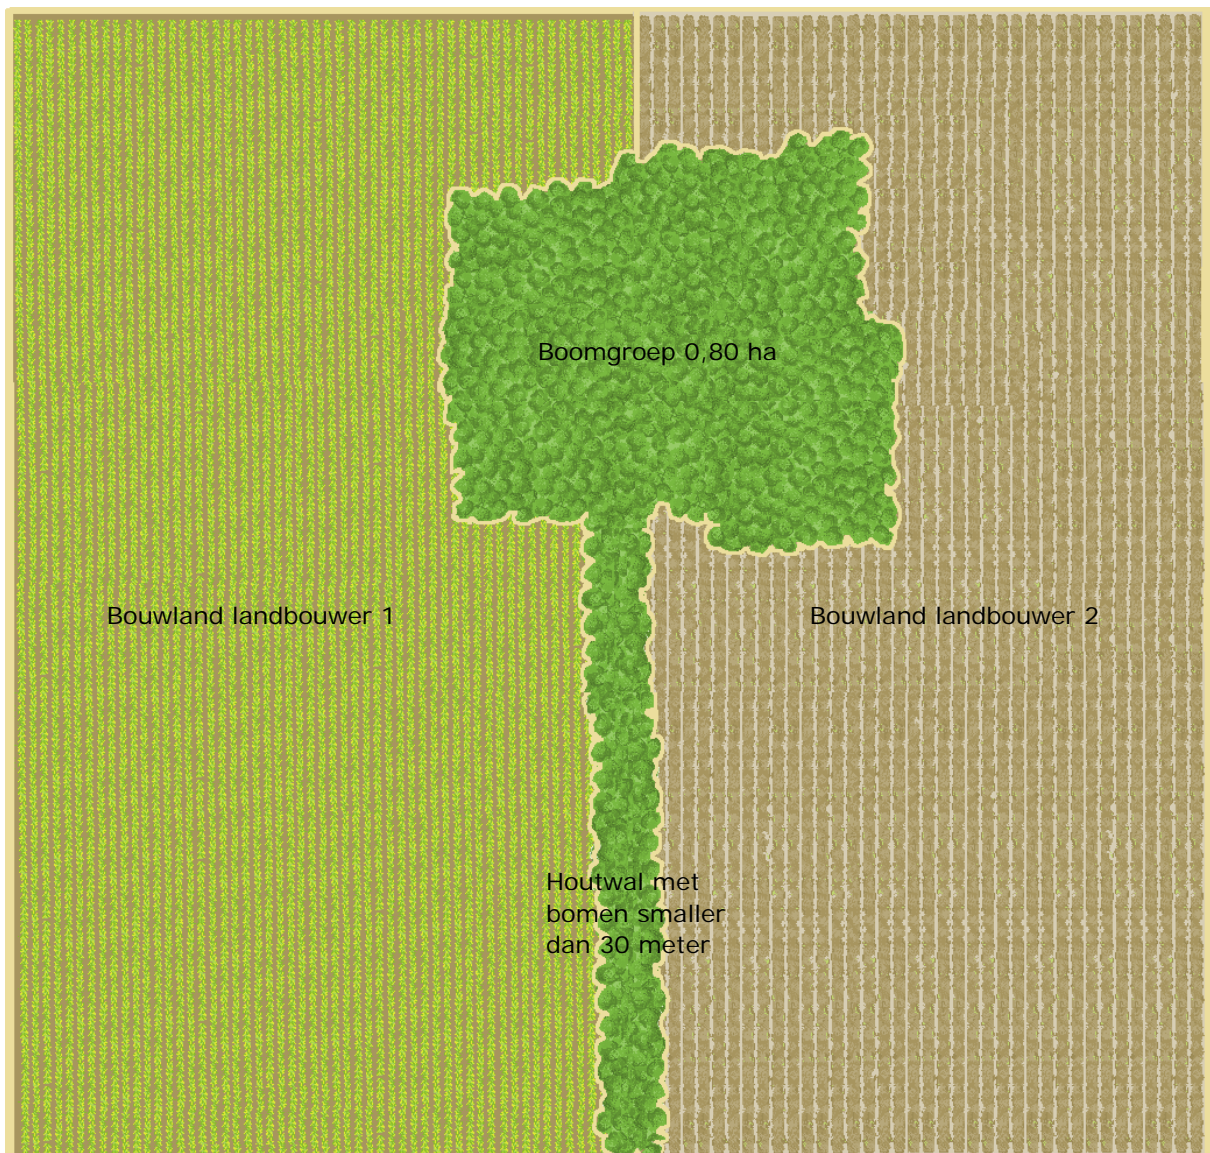 Boomgroep 0,80 ha
Bouwland landbouwer 1
Bouwland landbouwer 2
Houtwal met
bomen smaller
dan 30 meter